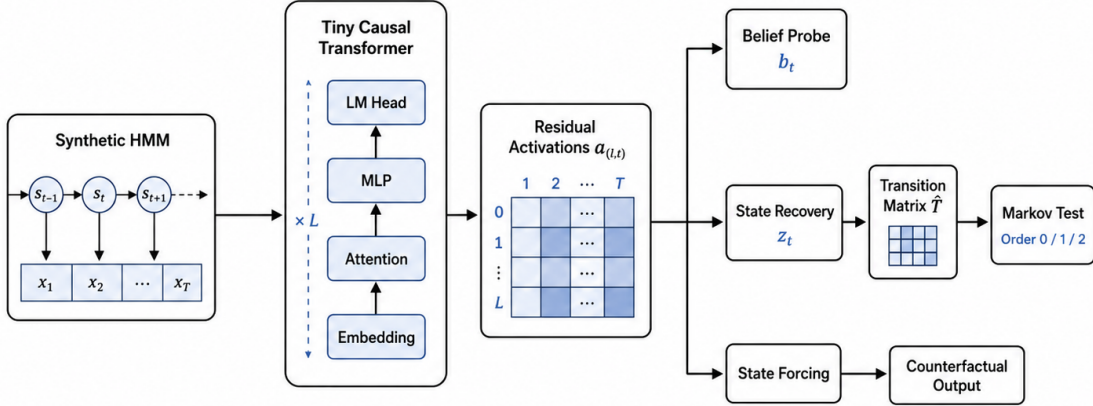 Synthetic HMM
s_{t-1} s_t s_{t+1}
x_1 x_2 ... x_T
Tiny Causal
Transformer
LM Head
MLP
× L
Attention
Embedding
Residual
Activations a_{(l,t)}
1 2 ... T
0 ...
1 ...
⋮ ...
L ...
Belief Probe
b_t
State Recovery
z_t
Transition
Matrix T̂
Markov Test
Order 0 / 1 / 2
State Forcing
Counterfactual
Output